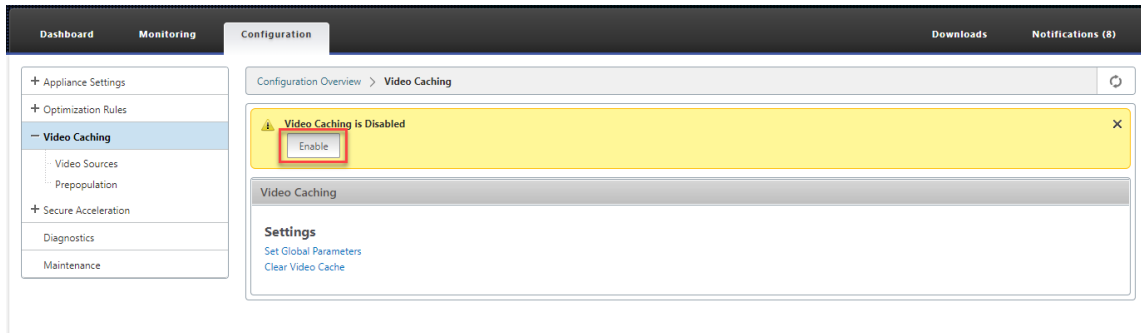 Dashboard Monitoring Configuration Downloads Notifications (8)
+ Appliance Settings
+ Optimization Rules
− Video Caching
Video Sources
Prepopulation
+ Secure Acceleration
Diagnostics
Maintenance
Configuration Overview > Video Caching
Video Caching is Disabled
Enable
Video Caching
Settings
Set Global Parameters
Clear Video Cache